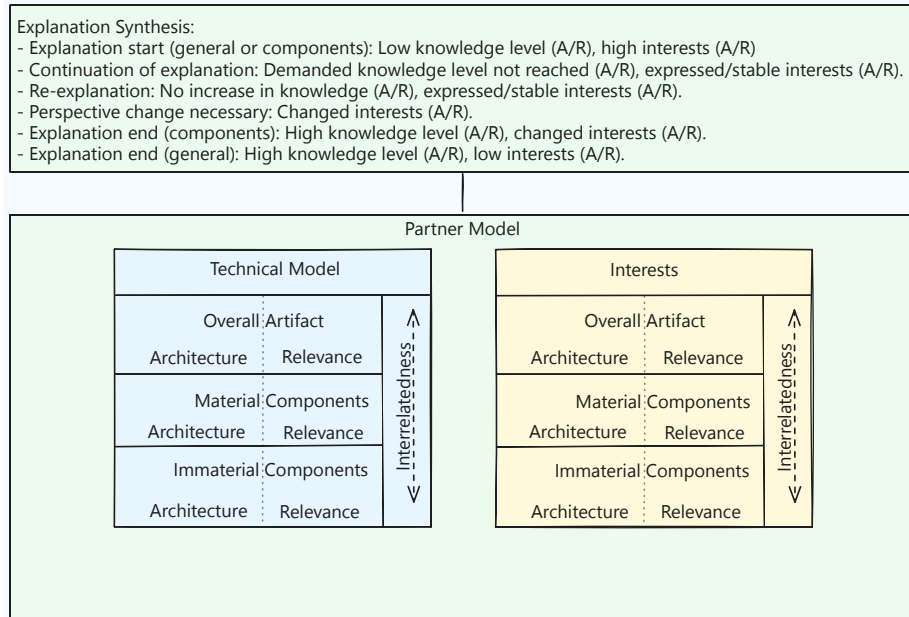 Explanation Synthesis:
- Explanation start (general or components): Low knowledge level (A/R), high interests (A/R)
- Continuation of explanation: Demanded knowledge level not reached (A/R), expressed/stable interests (A/R).
- Re-explanation: No increase in knowledge (A/R), expressed/stable interests (A/R).
- Perspective change necessary: Changed interests (A/R).
- Explanation end (components): High knowledge level (A/R), changed interests (A/R).
- Explanation end (general): High knowledge level (A/R), low interests (A/R).
Partner Model
Technical Model
Overall Artifact
Architecture Relevance
Material Components
Architecture Relevance
Immaterial Components
Architecture Relevance
Interrelatedness
Interests
Overall Artifact
Architecture Relevance
Material Components
Architecture Relevance
Immaterial Components
Architecture Relevance
Interrelatedness